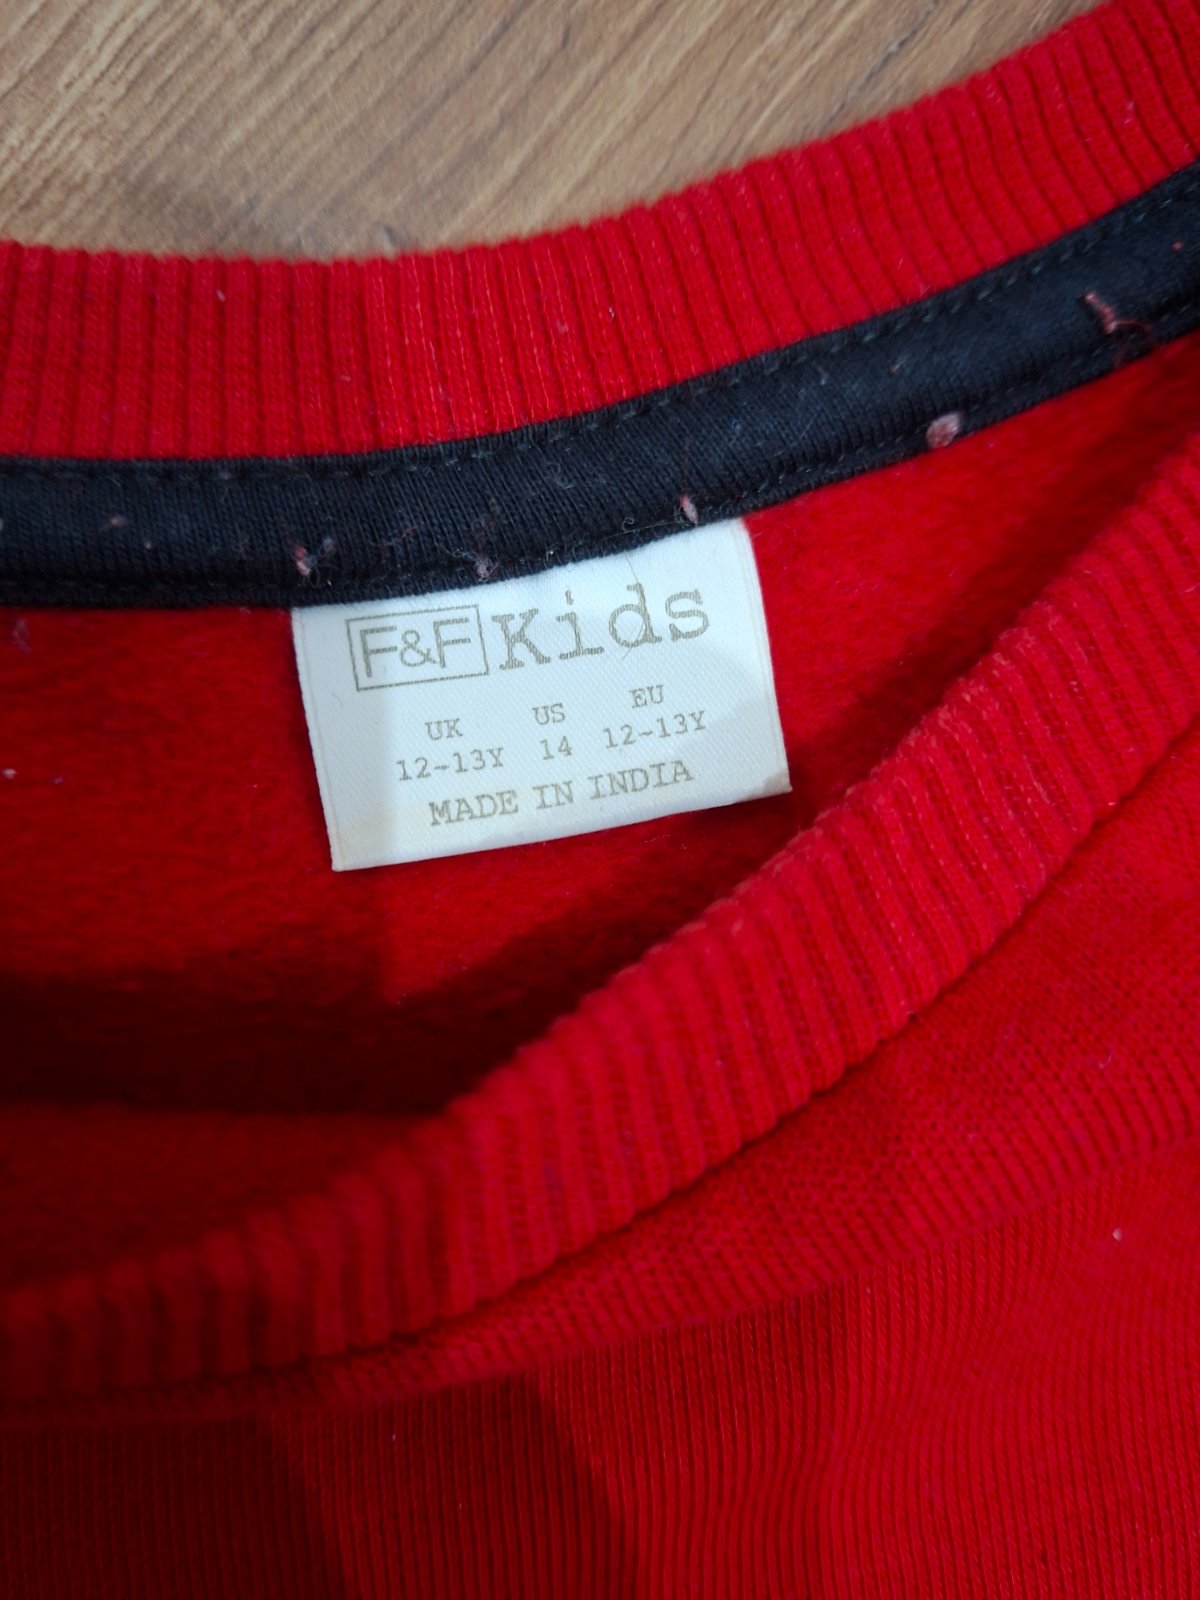 F&F Kids
UK US EU
12-13Y 14 12-13Y
MADE IN INDIA